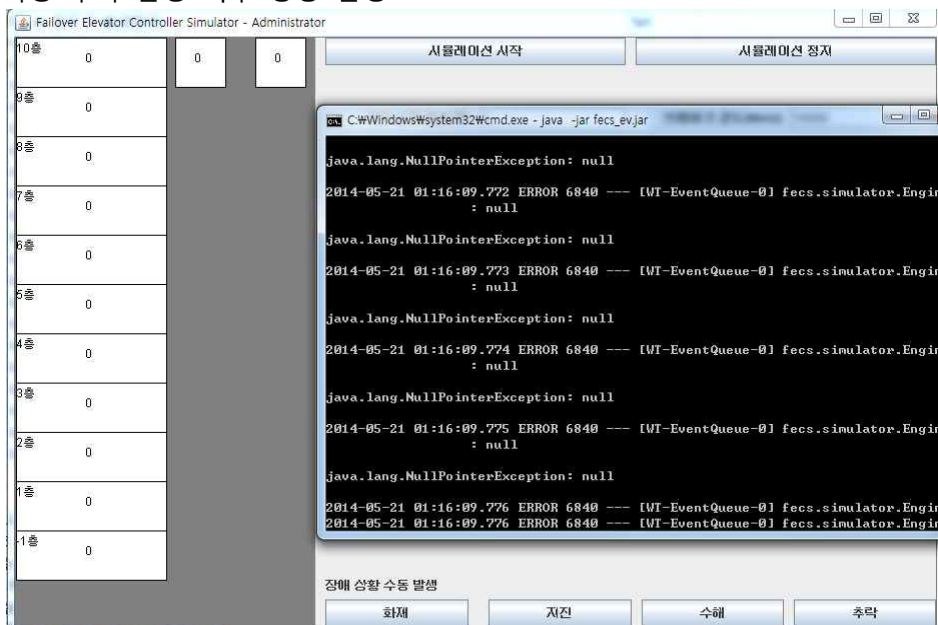 Failover Elevator Controller Simulator - Administrator
10층 0
0 0
시뮬레이션 시작 시뮬레이션 정지
9층 0
8층 0
7층 0
6층 0
5층 0
4층 0
3층 0
2층 0
1층 0
-1층 0
C:₩Windows₩system32₩cmd.exe - java -jar fecs_ev.jar
java.lang.NullPointerException: null
2014-05-21 01:16:09.772 ERROR 6840 --- [WT-EventQueue-0] fecs.simulator.Engin
: null
java.lang.NullPointerException: null
2014-05-21 01:16:09.773 ERROR 6840 --- [WT-EventQueue-0] fecs.simulator.Engin
: null
java.lang.NullPointerException: null
2014-05-21 01:16:09.774 ERROR 6840 --- [WT-EventQueue-0] fecs.simulator.Engin
: null
java.lang.NullPointerException: null
2014-05-21 01:16:09.775 ERROR 6840 --- [WT-EventQueue-0] fecs.simulator.Engin
: null
java.lang.NullPointerException: null
2014-05-21 01:16:09.776 ERROR 6840 --- [WT-EventQueue-0] fecs.simulator.Engin
2014-05-21 01:16:09.776 ERROR 6840 --- [WT-EventQueue-0] fecs.simulator.Engin
장애 상황 수동 발생
화재 지진 수해 추락